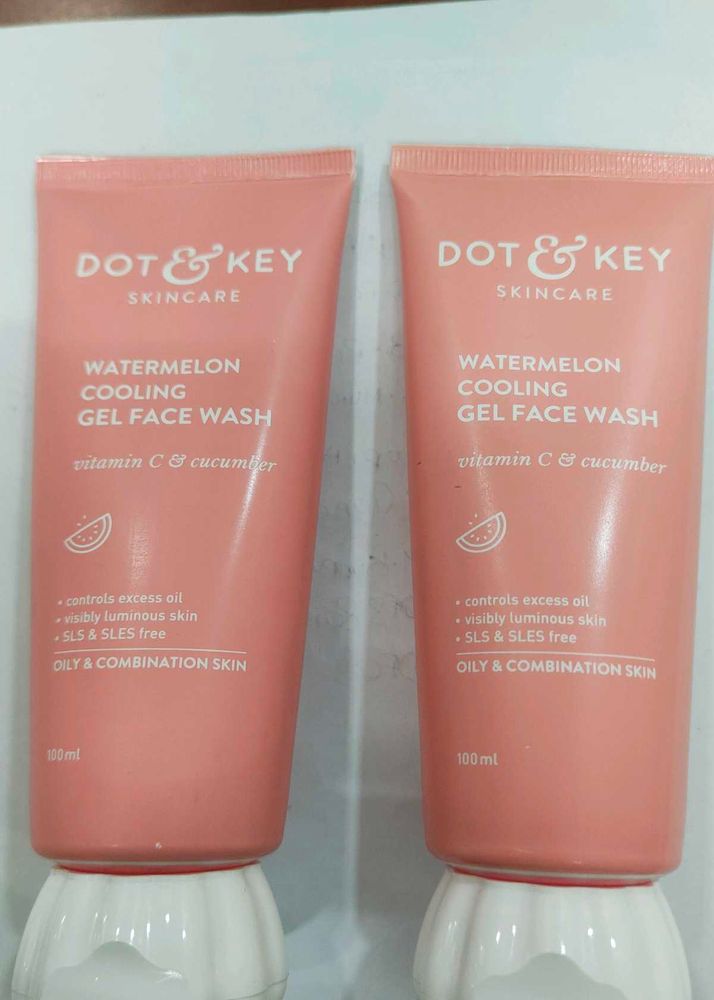 DOT & KEY
SKINCARE
WATERMELON
COOLING
GEL FACE WASH
vitamin C & cucumber
• controls excess oil
• visibly luminous skin
• SLS & SLES free
OILY & COMBINATION SKIN
100 ml
DOT & KEY
SKINCARE
WATERMELON
COOLING
GEL FACE WASH
vitamin C & cucumber
• controls excess oil
• visibly luminous skin
• SLS & SLES free
OILY & COMBINATION SKIN
100 ml